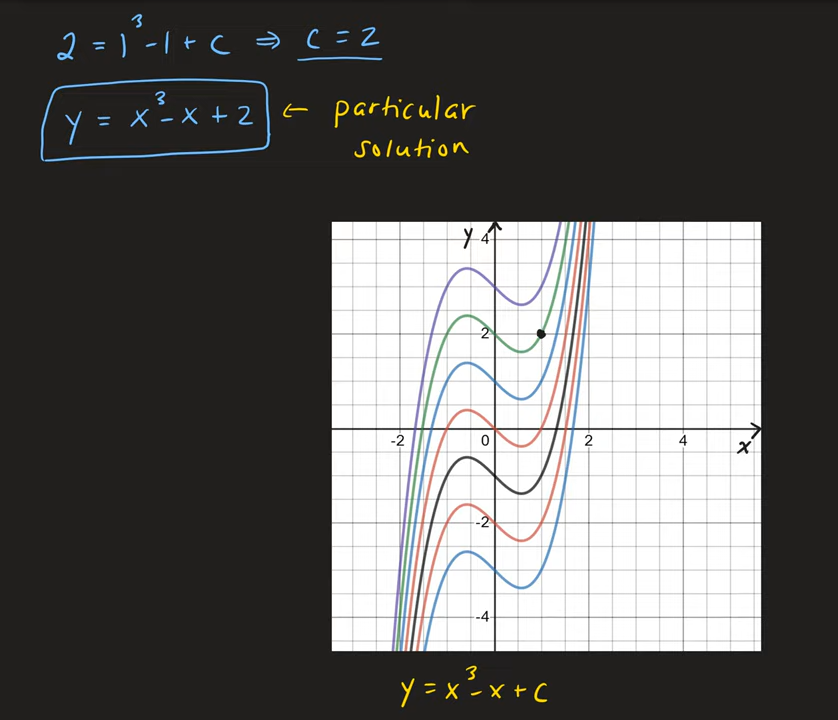 2 = 1³ - 1 + C ⇒ C = 2
y = x³ - x + 2 ← particular
solution
y 4
2
-2 0 2 4 x
-2
-4
y = x³ - x + C